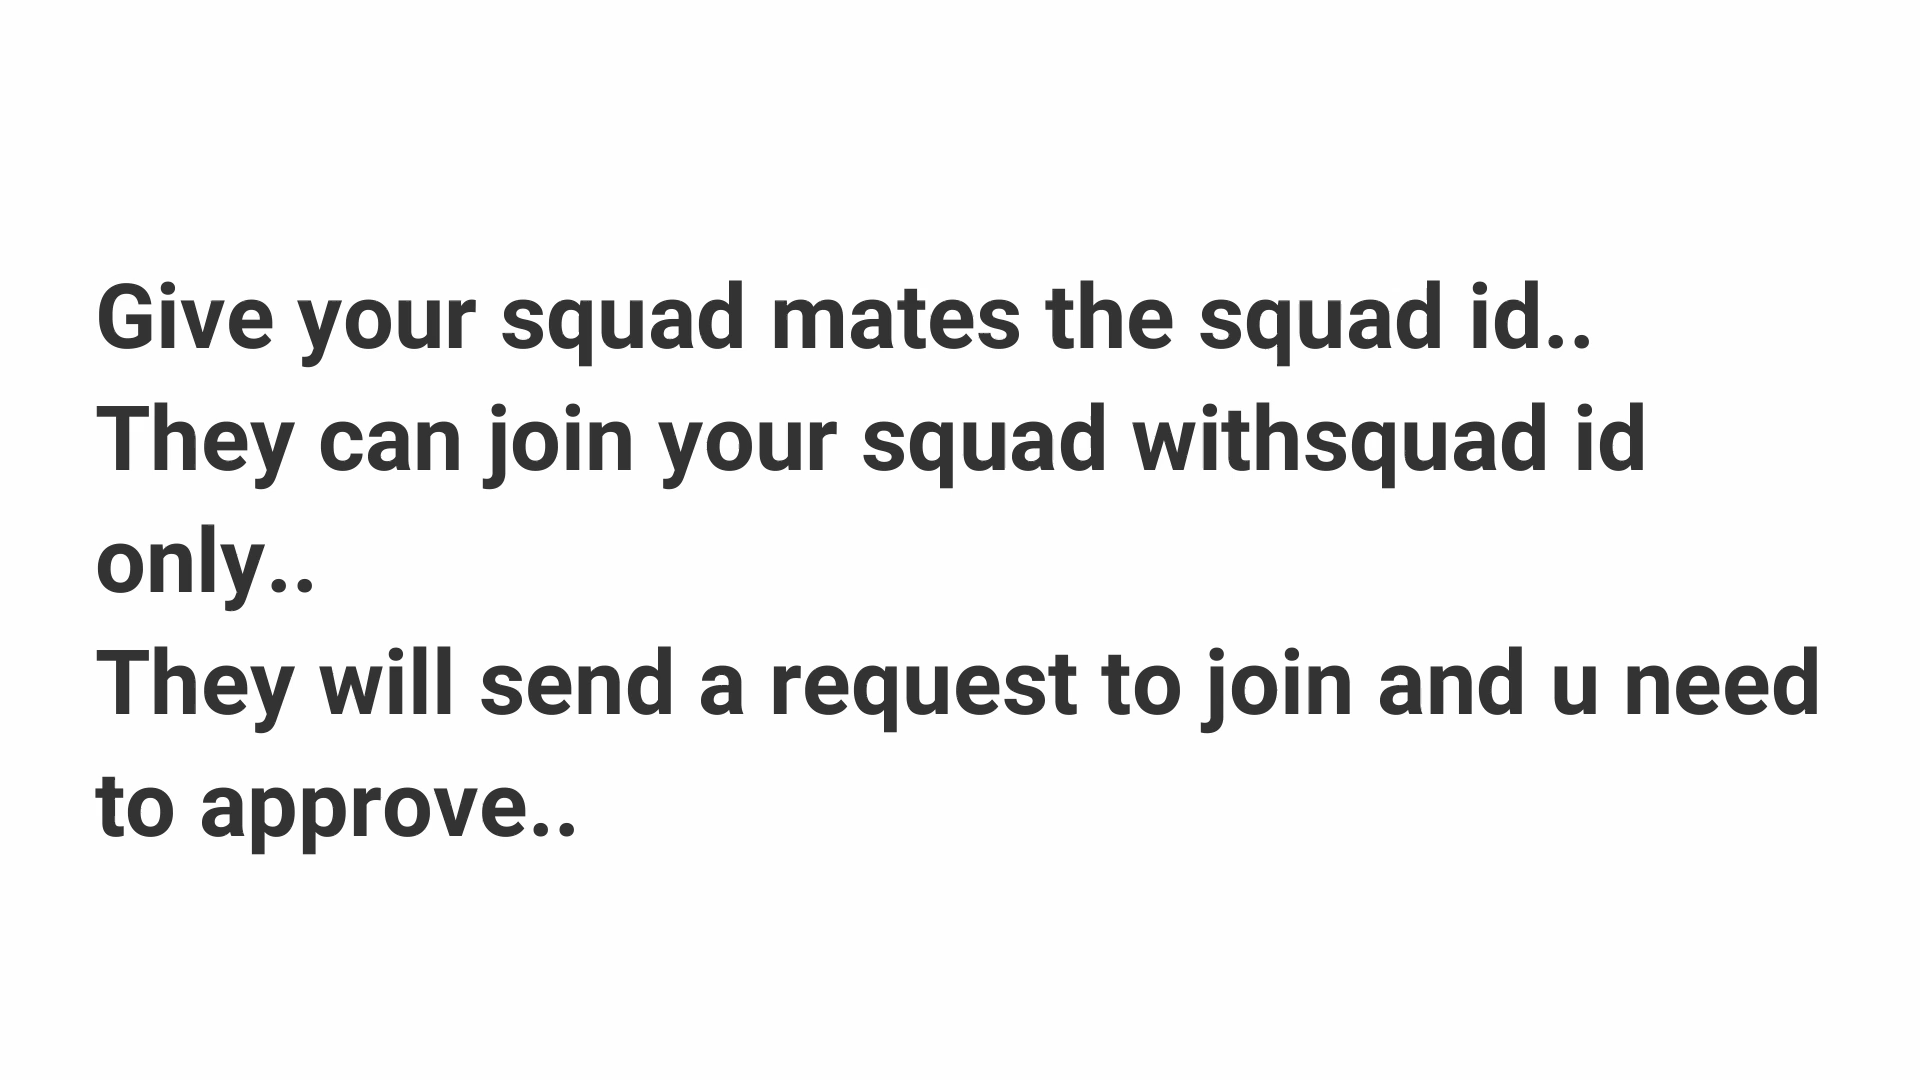 Give your squad mates the squad id..
They can join your squad withsquad id
only..
They will send a request to join and u need
to approve..